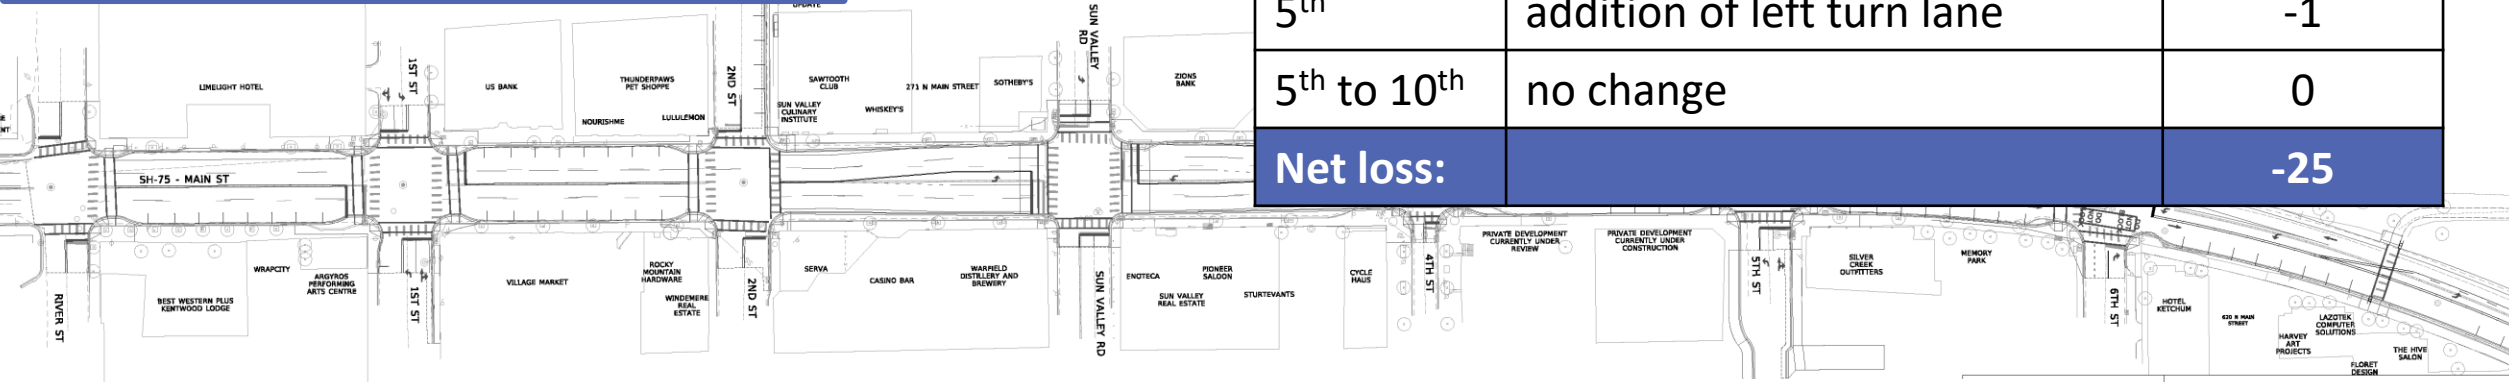 5th addition of left turn lane -1
5th to 10th no change 0
Net loss: -25
UPDATE
SUN VALLEY
RD
1ST ST
2ND ST
LIMELIGHT HOTEL
US BANK
THUNDERPAWS
PET SHOPPE
NOURISHME
LULULEMON
SAWTOOTH
CLUB
SUN VALLEY
CULINARY
INSTITUTE
WHISKEY'S
271 N MAIN STREET
SOTHEBY'S
ZIONS
BANK
SH-75 - MAIN ST
RIVER ST
BEST WESTERN PLUS
KENTWOOD LODGE
WRAPCITY
ARGYROS
PERFORMING
ARTS CENTRE
1ST ST
VILLAGE MARKET
ROCKY
MOUNTAIN
HARDWARE
WINDEMERE
REAL
ESTATE
2ND ST
SERVA
CASINO BAR
WARFIELD
DISTILLERY AND
BREWERY
SUN VALLEY RD
ENOTECA
PIONEER
SALOON
SUN VALLEY
REAL ESTATE
STURTEVANTS
CYCLE
HAUS
4TH ST
PRIVATE DEVELOPMENT
CURRENTLY UNDER
REVIEW
PRIVATE DEVELOPMENT
CURRENTLY UNDER
CONSTRUCTION
5TH ST
SILVER
CREEK
OUTFITTERS
MEMORY
PARK
6TH ST
HOTEL
KETCHUM
620 N MAIN
STREET
HARVEY
ART
PROJECTS
LAZOTEK
COMPUTER
SOLUTIONS
FLORET
DESIGN
THE HIVE
SALON